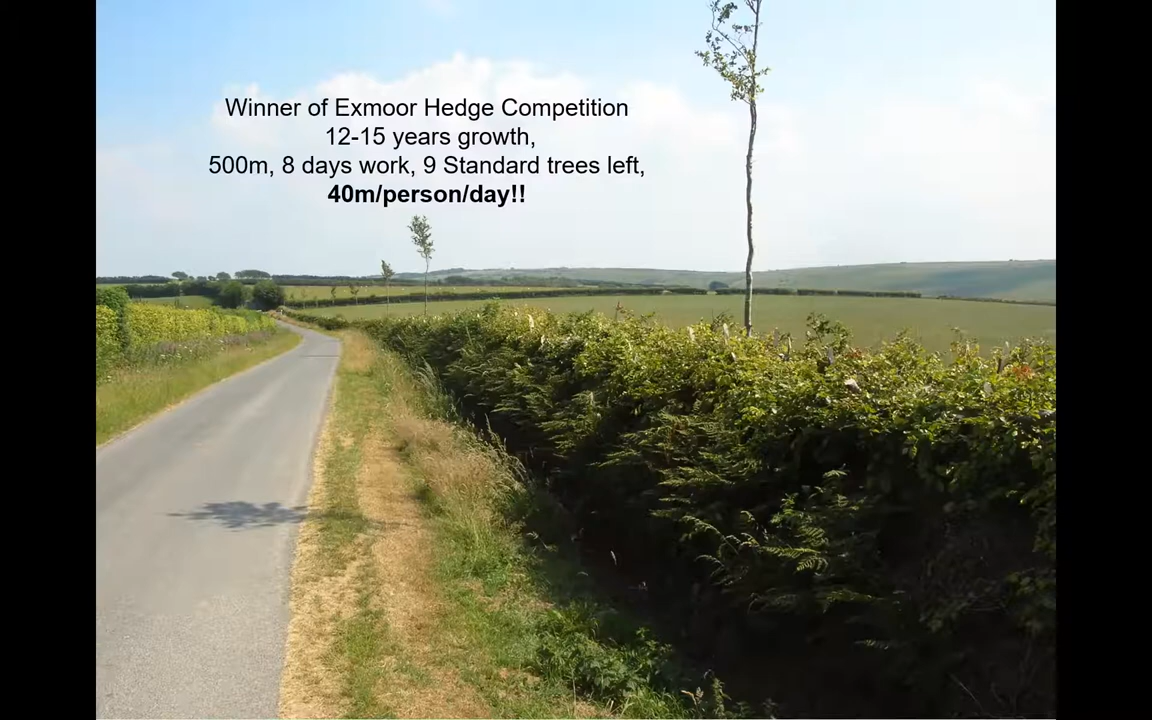 Winner of Exmoor Hedge Competition
12-15 years growth,
500m, 8 days work, 9 Standard trees left,
40m/person/day!!